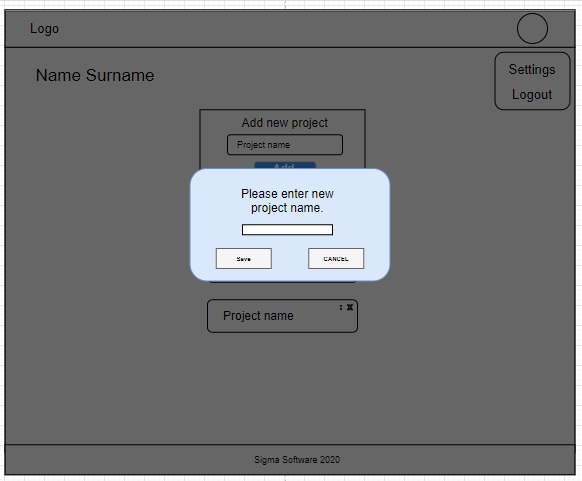 Logo
Name Surname
Settings
Logout
Add new project
Project name
Add
Please enter new
project name.
Save
CANCEL
Project name
Sigma Software 2020